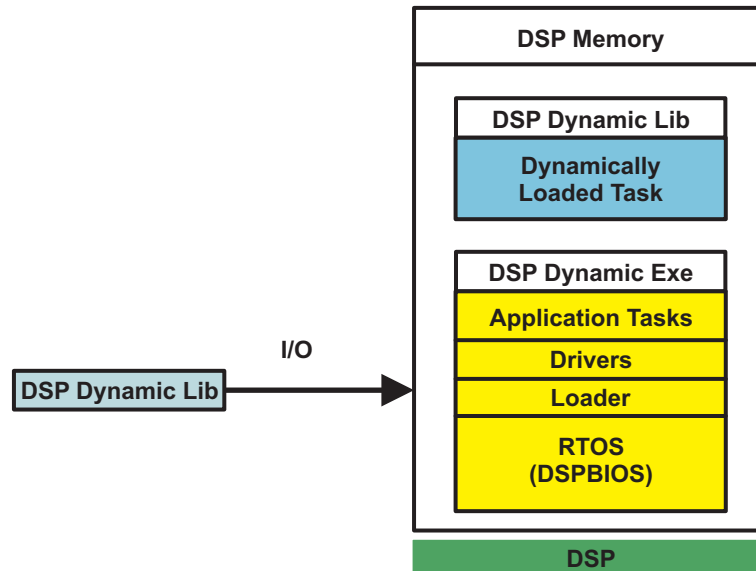 DSP Memory
DSP Dynamic Lib
Dynamically
Loaded Task
DSP Dynamic Exe
Application Tasks
Drivers
Loader
RTOS
(DSPBIOS)
I/O
DSP Dynamic Lib
DSP